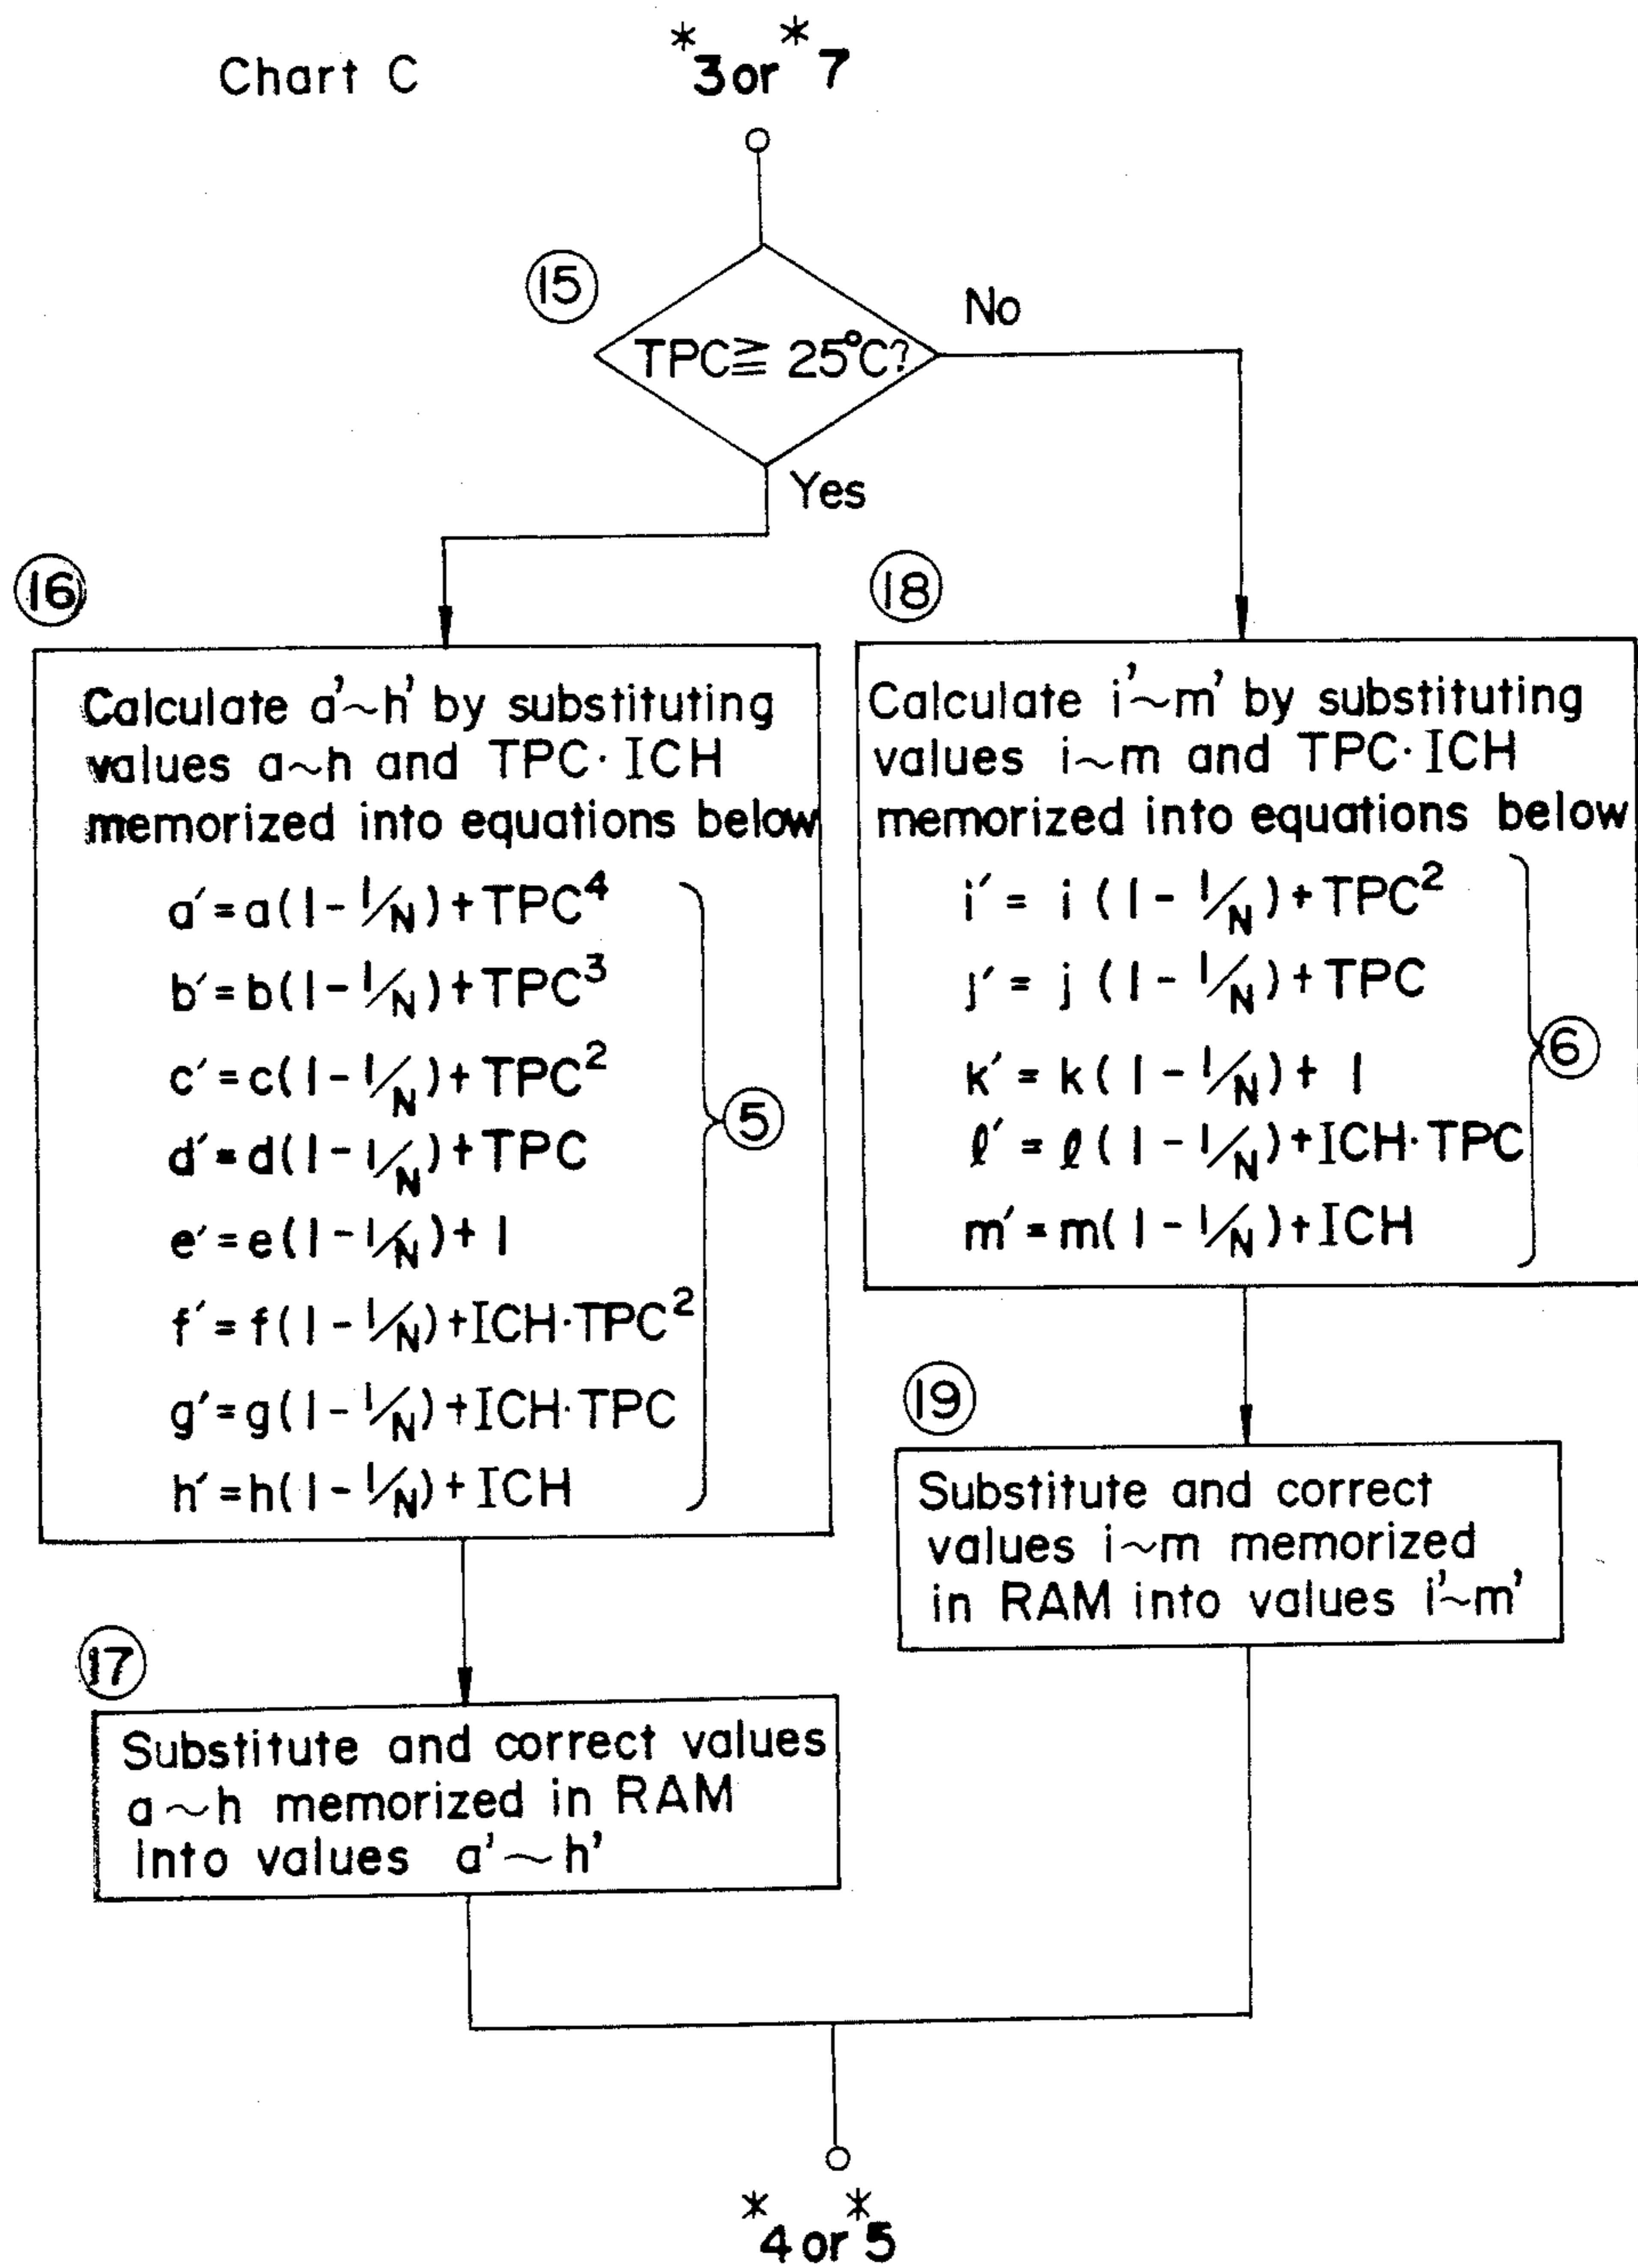 Chart C
*3 or *7
15
TPC≧ 25°C?
No
Yes
16
Calculate a'~h' by substituting
values a~h and TPC·ICH
memorized into equations below
a'=a(1-1/N)+TPC⁴
b'=b(1-1/N)+TPC³
c'=c(1-1/N)+TPC²
d'=d(1-1/N)+TPC
e'=e(1-1/N)+1
f'=f(1-1/N)+ICH·TPC²
g'=g(1-1/N)+ICH·TPC
h'=h(1-1/N)+ICH
5
18
Calculate i'~m' by substituting
values i~m and TPC·ICH
memorized into equations below
i'= i (1-1/N)+TPC²
j'= j (1-1/N)+TPC
k'= k(1-1/N)+ 1
ℓ'= ℓ(1-1/N)+ICH·TPC
m'=m(1-1/N)+ICH
6
19
Substitute and correct
values i~m memorized
in RAM into values i'~m'
17
Substitute and correct values
a~h memorized in RAM
into values a'~h'
*4 or *5